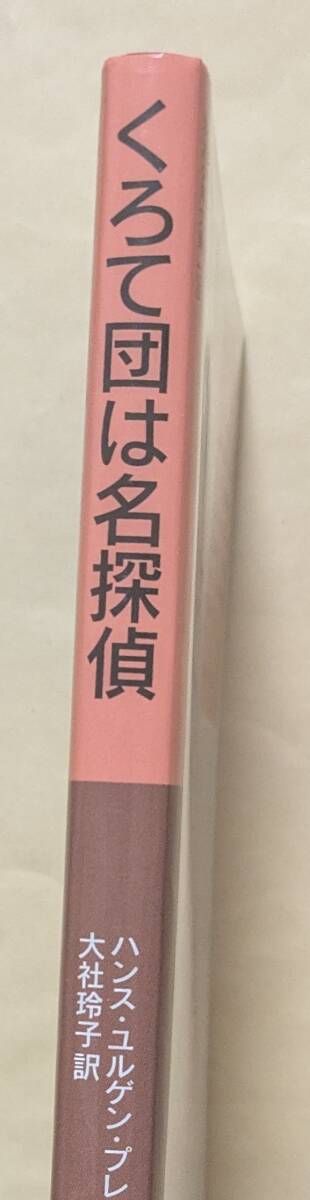 くろて団は名探偵
ハンス・ユルゲン・プレ
大社玲子 訳